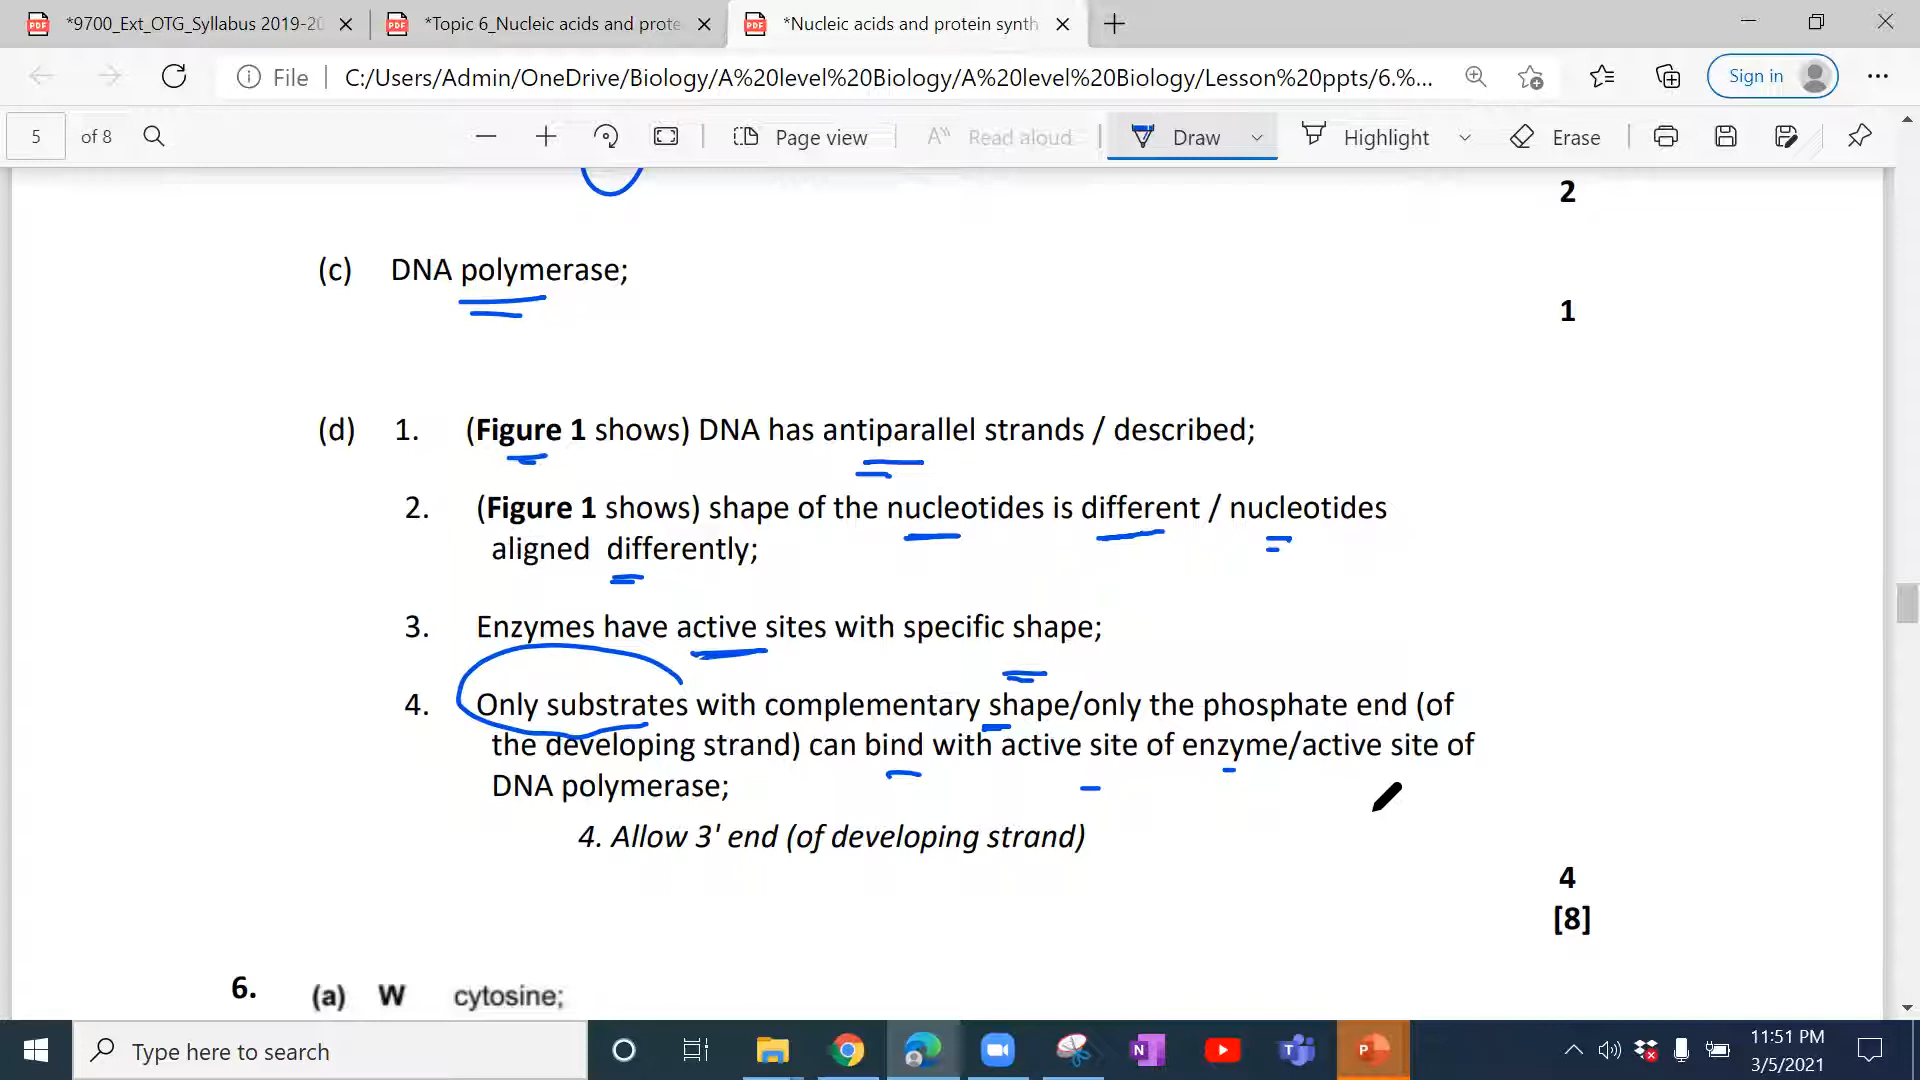 *9700_Ext_OTG_Syllabus 2019-20
*Topic 6_Nucleic acids and prote
*Nucleic acids and protein synth
File
C:/Users/Admin/OneDrive/Biology/A%20level%20Biology/A%20level%20Biology/Lesson%20ppts/6.%...
Sign in
5 of 8
Page view
Read aloud
Draw
Highlight
Erase
2
(c) DNA polymerase;
1
(d) 1. (Figure 1 shows) DNA has antiparallel strands / described;
2. (Figure 1 shows) shape of the nucleotides is different / nucleotides
aligned differently;
3. Enzymes have active sites with specific shape;
4. Only substrates with complementary shape/only the phosphate end (of
the developing strand) can bind with active site of enzyme/active site of
DNA polymerase;
4. Allow 3' end (of developing strand)
4
[8]
6. (a) W cytosine;
Type here to search
11:51 PM
3/5/2021